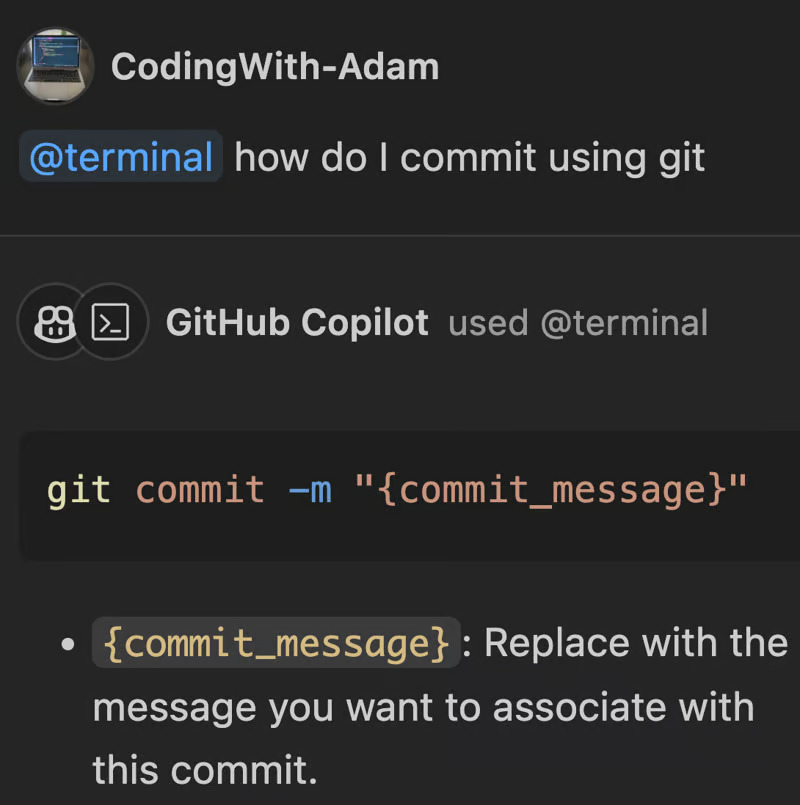 CodingWith-Adam
@terminal how do I commit using git
GitHub Copilot used @terminal
git commit -m "{commit_message}"
• {commit_message}: Replace with the
message you want to associate with
this commit.